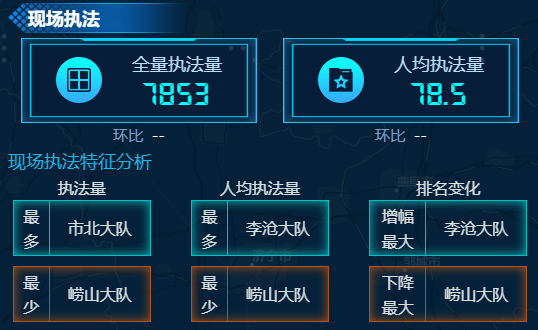 现场执法
全量执法量
7853
环比 --
人均执法量
78.5
环比 --
现场执法特征分析
执法量
人均执法量
排名变化
最多
市北大队
最多
李沧大队
增幅最大
李沧大队
最少
崂山大队
最少
崂山大队
下降最大
崂山大队
济宁市